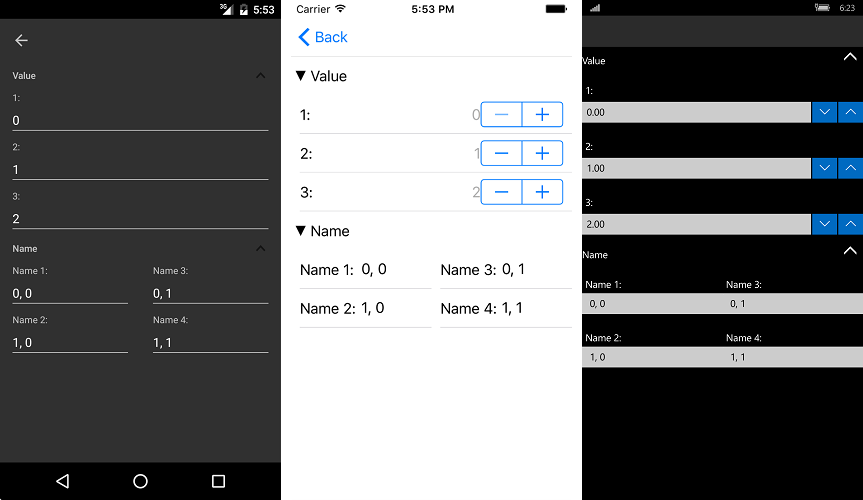 3G 5:53
Value
1:
0
2:
1
3:
2
Name
Name 1: Name 3:
0, 0 0, 1
Name 2: Name 4:
1, 0 1, 1
Carrier 5:53 PM
Back
Value
1: 0 − +
2: 1 − +
3: 2 − +
Name
Name 1: 0, 0 Name 3: 0, 1
Name 2: 1, 0 Name 4: 1, 1
6:23
Value
1:
0.00
2:
1.00
3:
2.00
Name
Name 1: Name 3:
0, 0 0, 1
Name 2: Name 4:
1, 0 1, 1